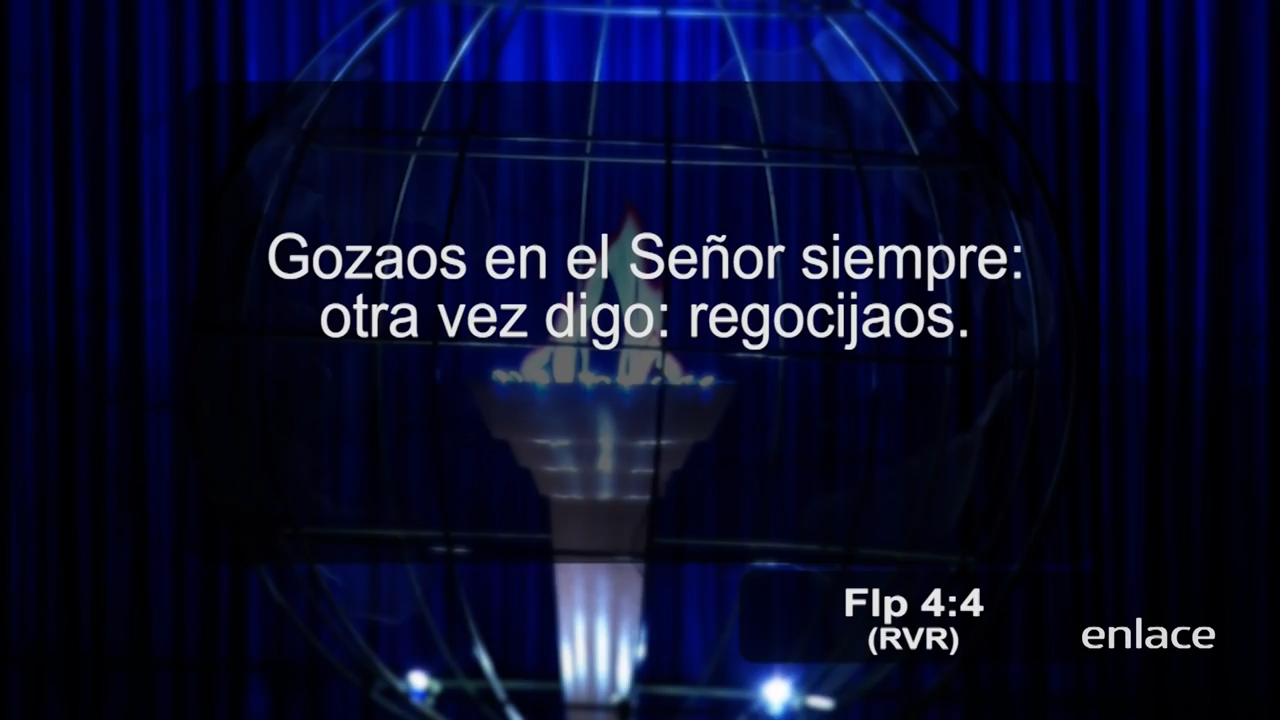 Gozaos en el Señor siempre:
otra vez digo: regocijaos.
Flp 4:4
(RVR)
enlace